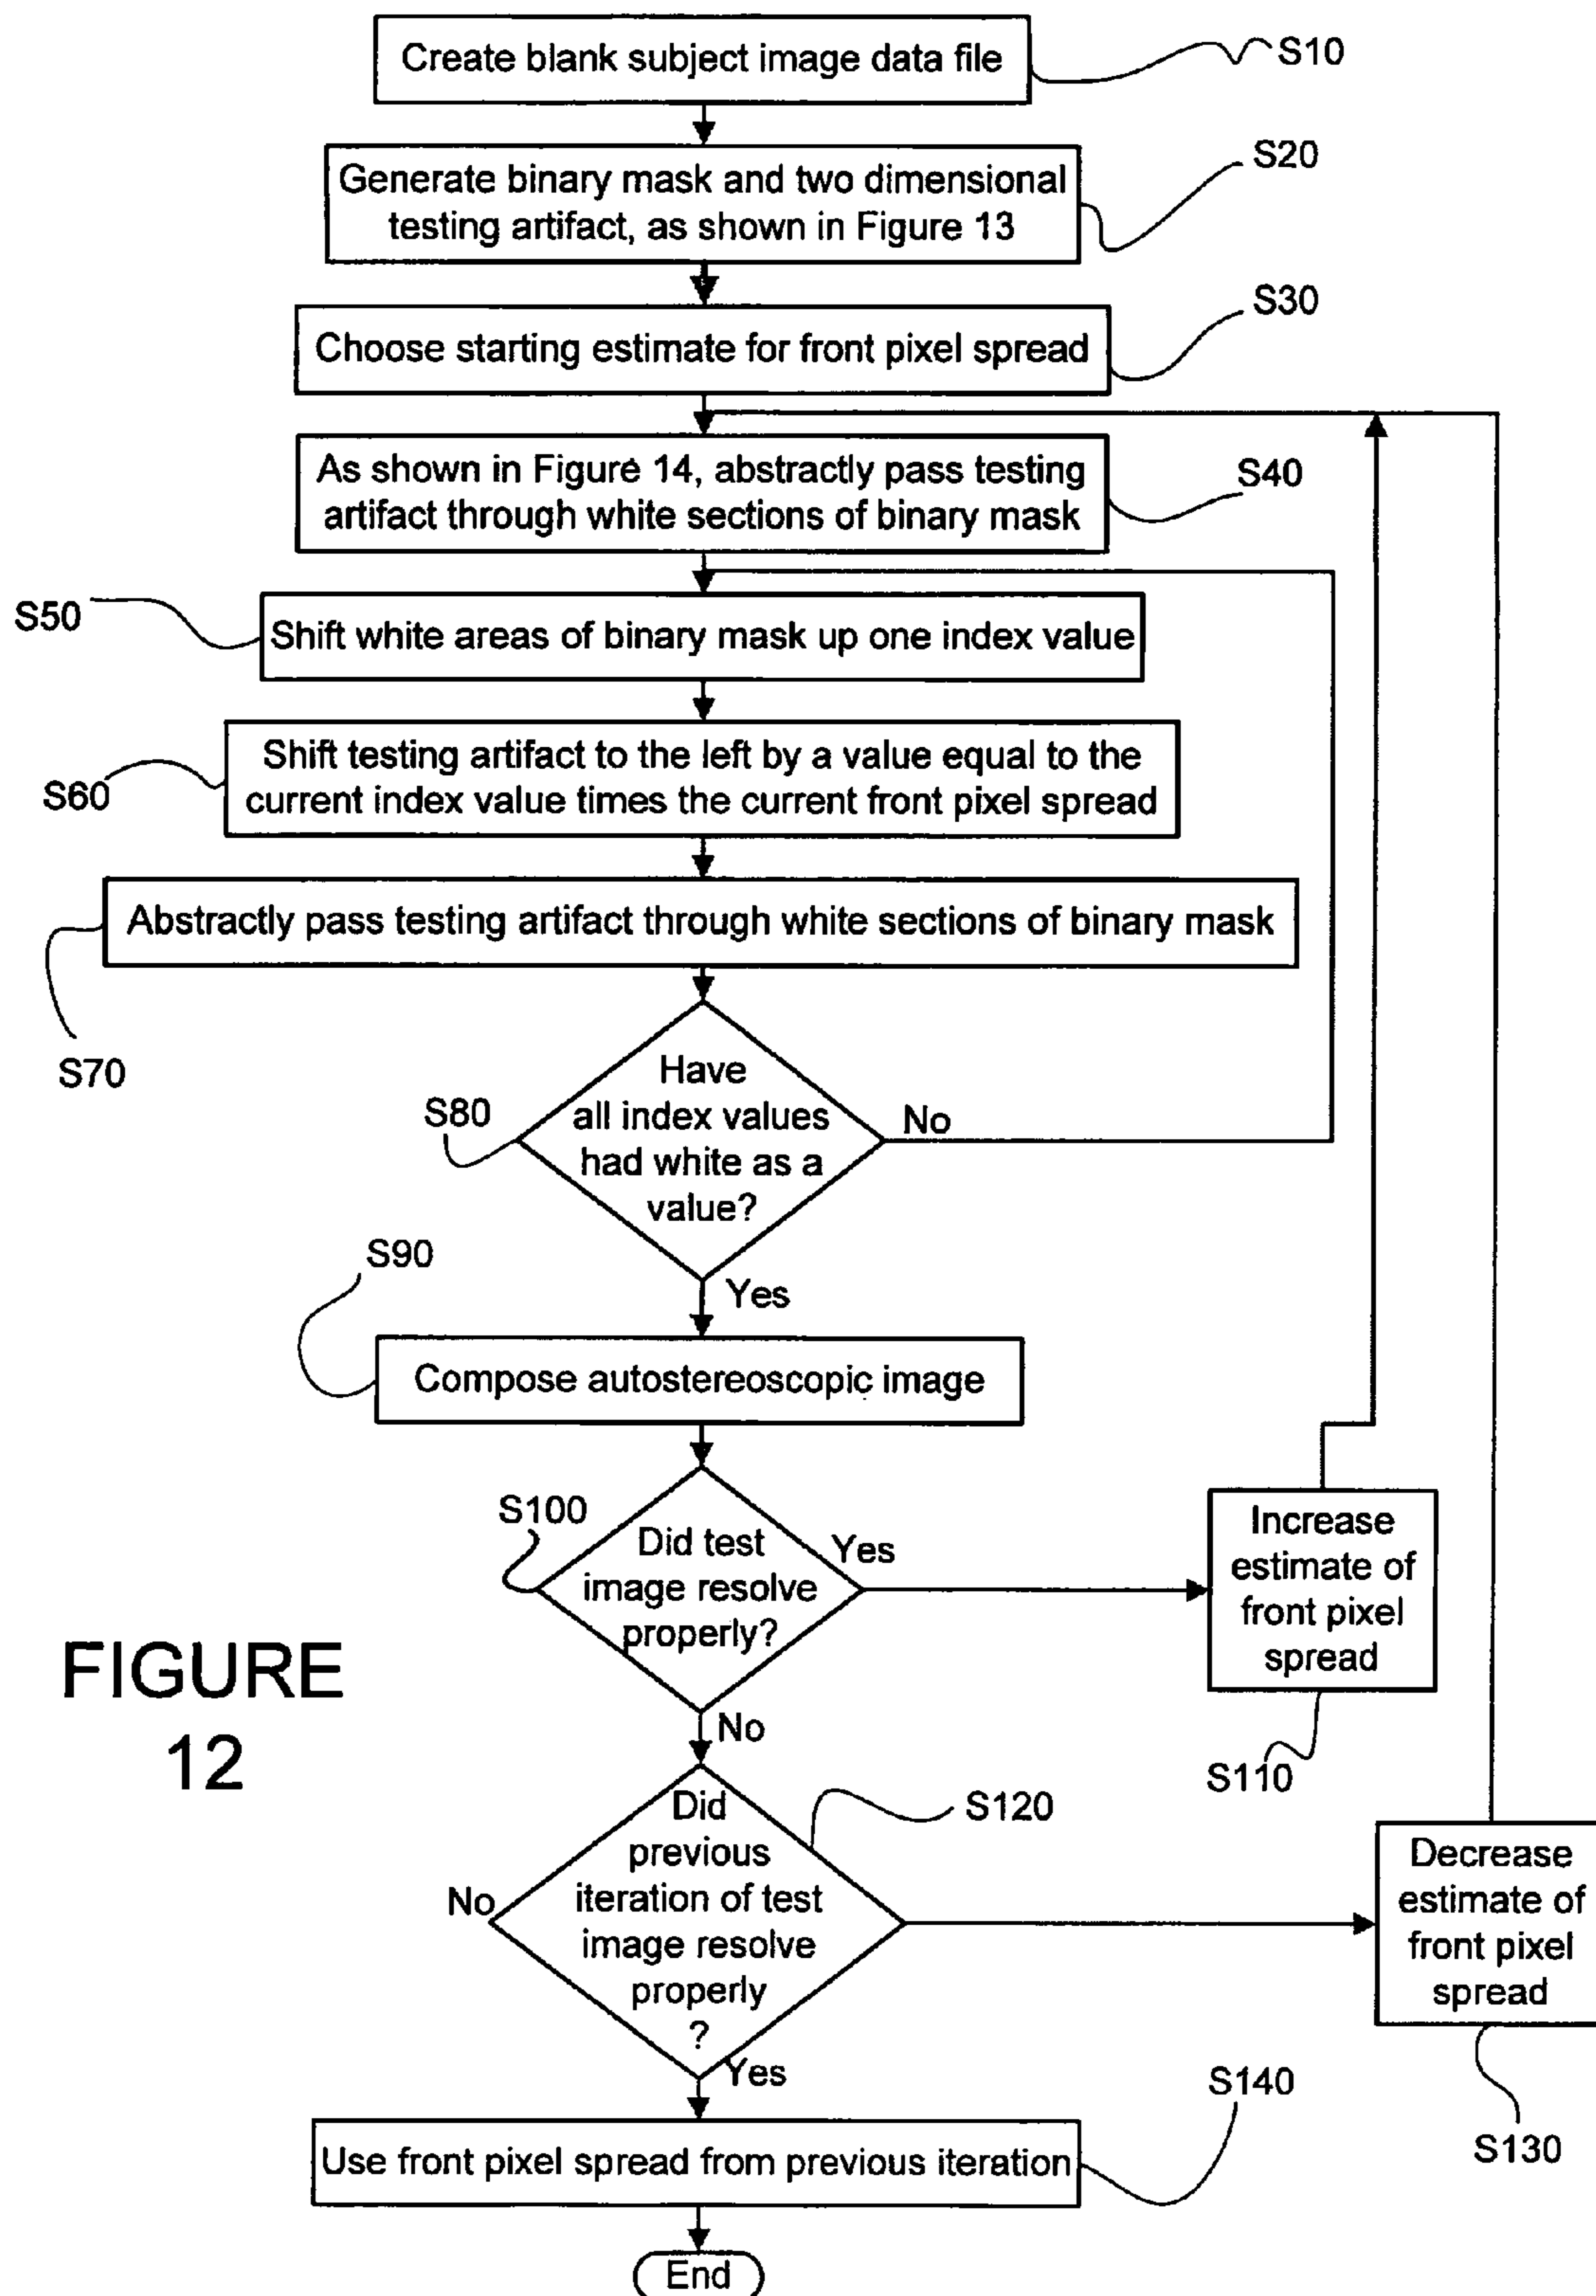 Create blank subject image data file
S10
Generate binary mask and two dimensional
testing artifact, as shown in Figure 13
S20
Choose starting estimate for front pixel spread
S30
As shown in Figure 14, abstractly pass testing
artifact through white sections of binary mask
S40
S50
Shift white areas of binary mask up one index value
Shift testing artifact to the left by a value equal to the
current index value times the current front pixel spread
S60
Abstractly pass testing artifact through white sections of binary mask
S70
Have
all index values
had white as a
value?
S80
No
Yes
S90
Compose autostereoscopic image
S100
Did test
image resolve
properly?
Yes
No
Increase
estimate of
front pixel
spread
S110
FIGURE
12
Did
previous
iteration of test
image resolve
properly
?
S120
No
Yes
Decrease
estimate of
front pixel
spread
S130
Use front pixel spread from previous iteration
S140
End